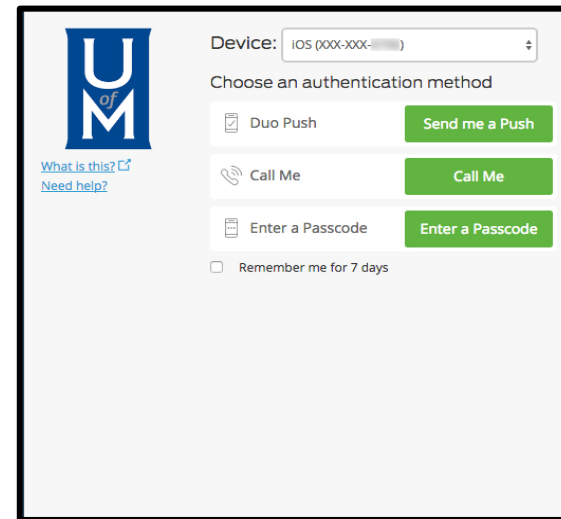 U
of
M
What is this?
Need help?
Device: iOS (XXX-XXX- )
Choose an authentication method
Duo Push Send me a Push
Call Me Call Me
Enter a Passcode Enter a Passcode
Remember me for 7 days